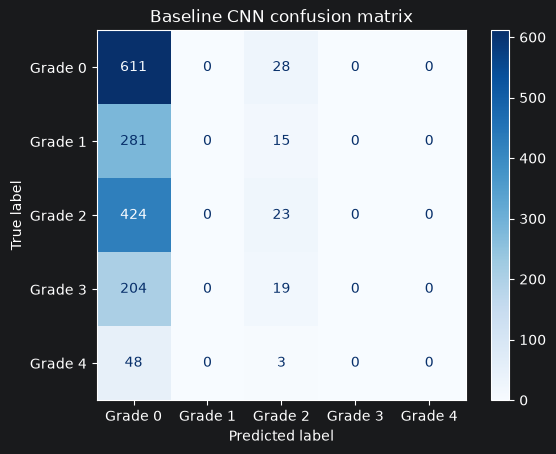 Baseline CNN confusion matrix
True label
Grade 0 611 0 28 0 0
Grade 1 281 0 15 0 0
Grade 2 424 0 23 0 0
Grade 3 204 0 19 0 0
Grade 4 48 0 3 0 0
Grade 0 Grade 1 Grade 2 Grade 3 Grade 4
Predicted label
600
500
400
300
200
100
0